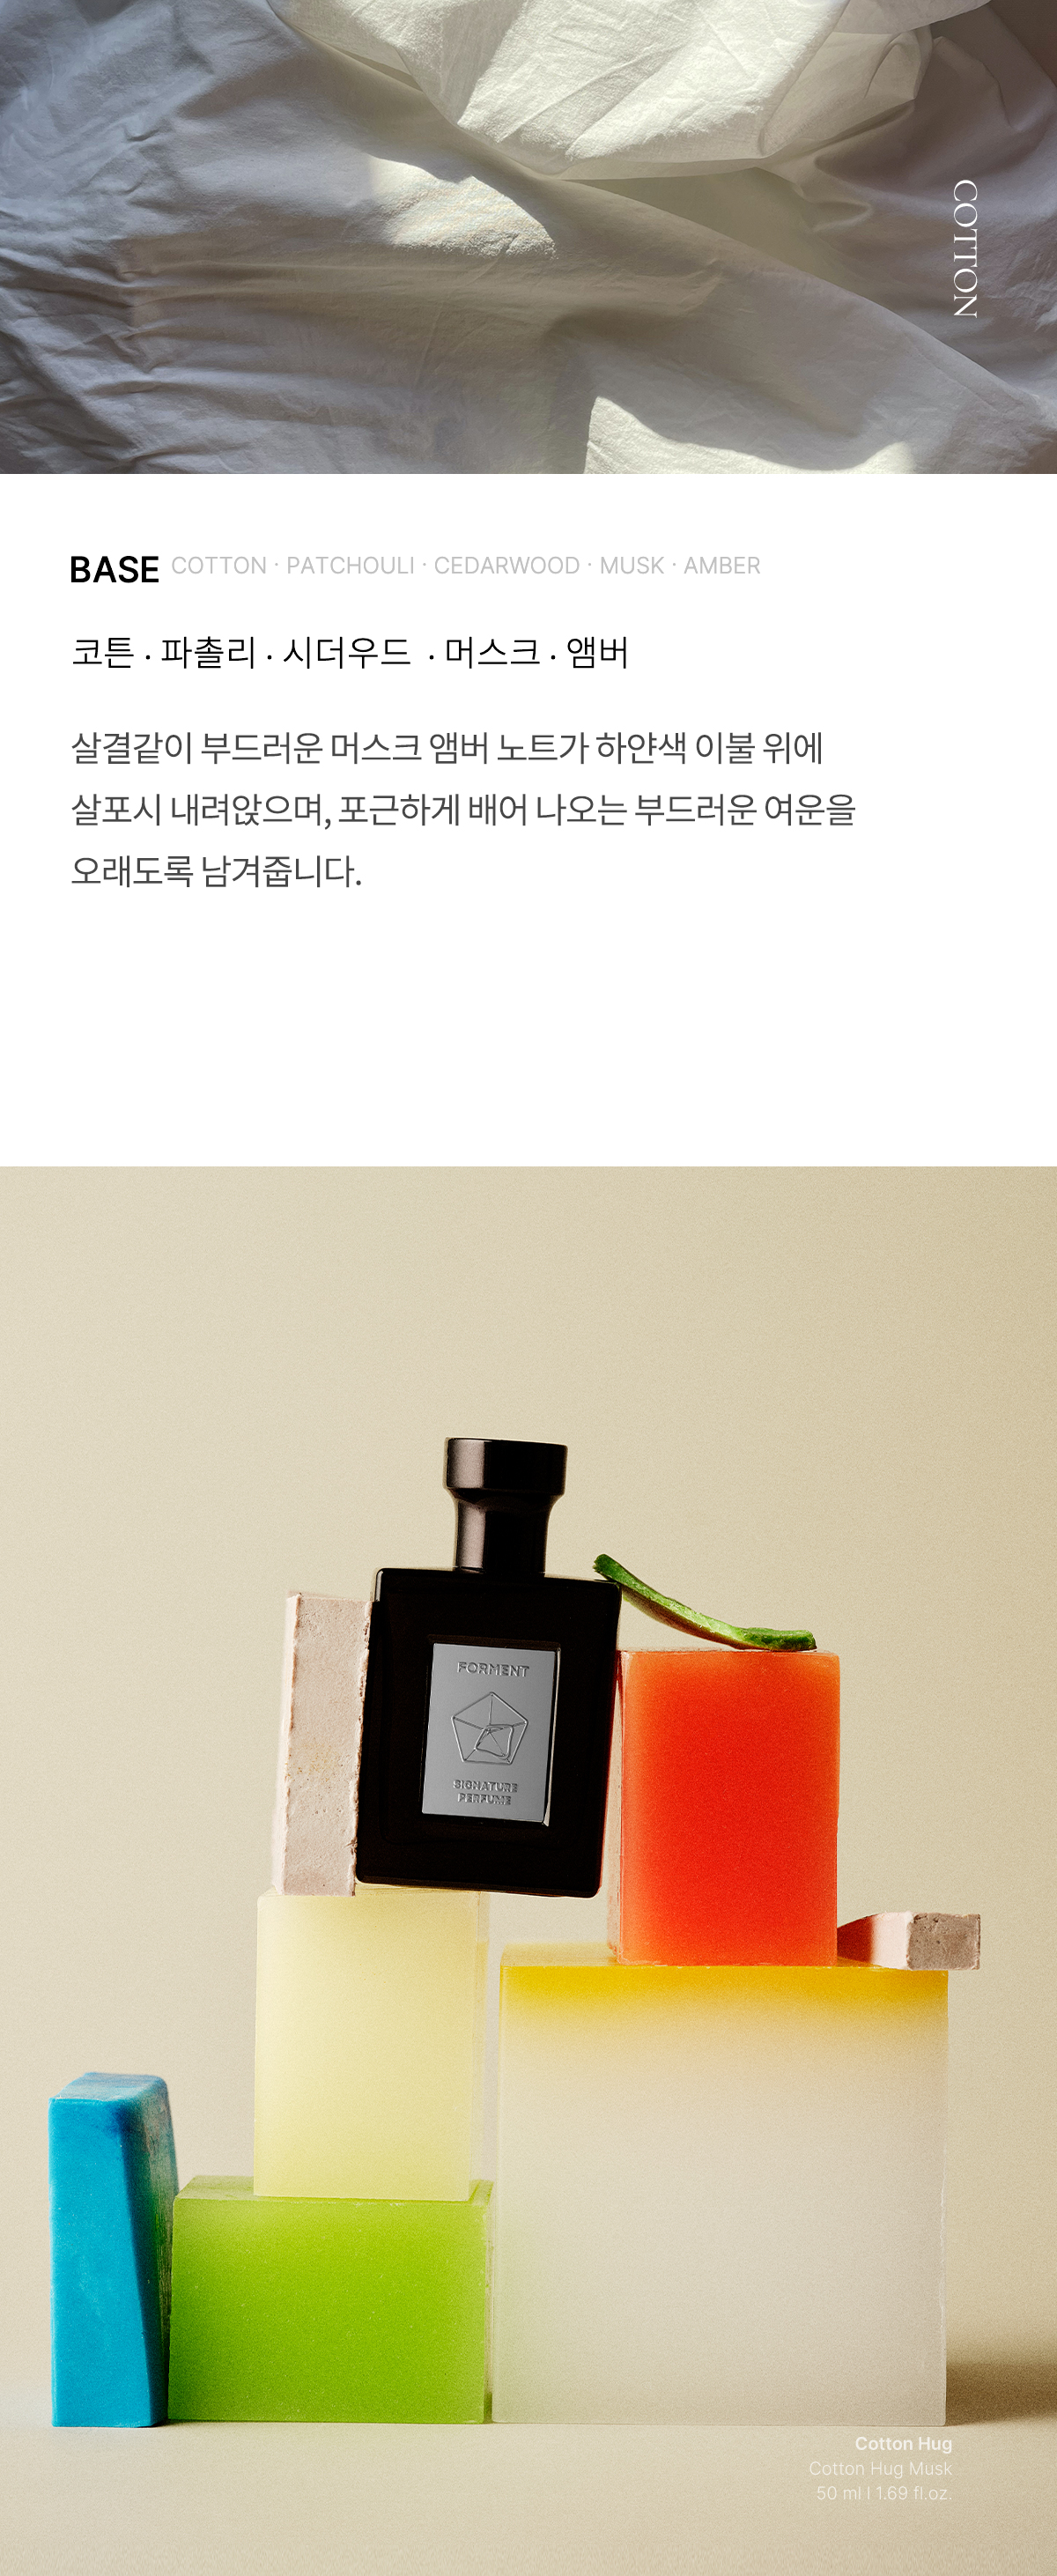 COTTON
BASE COTTON · PATCHOULI · CEDARWOOD · MUSK · AMBER
코튼 · 파촐리 · 시더우드 · 머스크 · 앰버
살결같이 부드러운 머스크 앰버 노트가 하얀색 이불 위에
살포시 내려앉으며, 포근하게 배어 나오는 부드러운 여운을
오래도록 남겨줍니다.
FORMENT
SIGNATURE
PERFUME
Cotton Hug
Cotton Hug Musk
50 ml l 1.69 fl.oz.